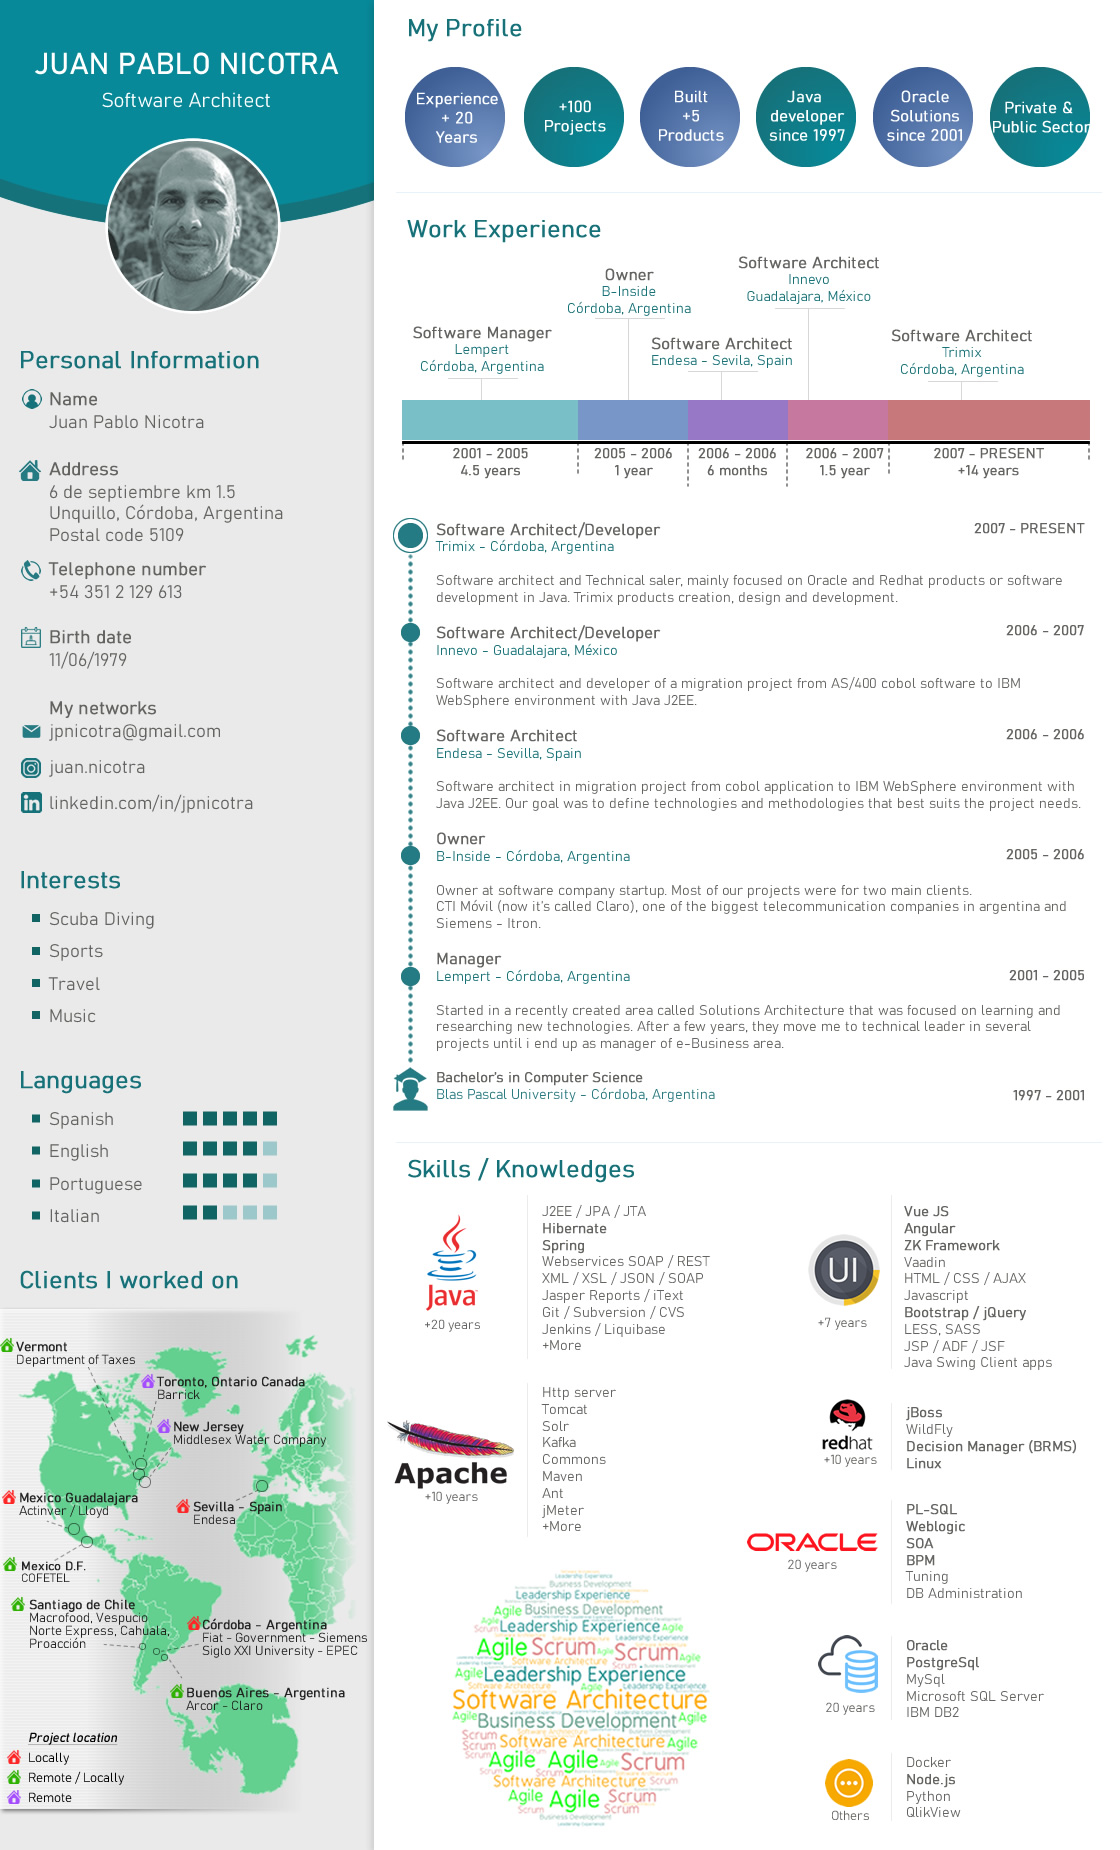 JUAN PABLO NICOTRA
Software Architect
Personal Information
Name
Juan Pablo Nicotra
Address
6 de septiembre km 1.5
Unquillo, Córdoba, Argentina
Postal code 5109
Telephone number
+54 351 2 129 613
Birth date
11/06/1979
My networks
jpnicotra@gmail.com
juan.nicotra
linkedin.com/in/jpnicotra
Interests
Scuba Diving
Sports
Travel
Music
Languages
Spanish
English
Portuguese
Italian
Clients I worked on
Vermont
Department of Taxes
Toronto, Ontario Canada
Barrick
New Jersey
Middlesex Water Company
Mexico Guadalajara
Actinver / Lloyd
Sevilla - Spain
Endesa
Mexico D.F.
COFETEL
Santiago de Chile
Macrofood, Vespucio
Norte Express, Cahuala,
Proacción
Córdoba - Argentina
Fiat - Government - Siemens
Siglo XXI University - EPEC
Buenos Aires - Argentina
Arcor - Claro
Project location
Locally
Remote / Locally
Remote
My Profile
Experience
+ 20
Years
+100
Projects
Built
+5
Products
Java
developer
since 1997
Oracle
Solutions
since 2001
Private &
Public Sector
Work Experience
Software Manager
Lempert
Córdoba, Argentina
Owner
B-Inside
Córdoba, Argentina
Software Architect
Endesa - Sevila, Spain
Software Architect
Innevo
Guadalajara, México
Software Architect
Trimix
Córdoba, Argentina
2001 - 2005
4.5 years
2005 - 2006
1 year
2006 - 2006
6 months
2006 - 2007
1.5 year
2007 - PRESENT
+14 years
Software Architect/Developer
2007 - PRESENT
Trimix - Córdoba, Argentina
Software architect and Technical saler, mainly focused on Oracle and Redhat products or software
development in Java. Trimix products creation, design and development.
Software Architect/Developer
2006 - 2007
Innevo - Guadalajara, México
Software architect and developer of a migration project from AS/400 cobol software to IBM
WebSphere environment with Java J2EE.
Software Architect
2006 - 2006
Endesa - Sevilla, Spain
Software architect in migration project from cobol application to IBM WebSphere environment with
Java J2EE. Our goal was to define technologies and methodologies that best suits the project needs.
Owner
B-Inside - Córdoba, Argentina
2005 - 2006
Owner at software company startup. Most of our projects were for two main clients.
CTI Móvil (now it's called Claro), one of the biggest telecommunication companies in argentina and
Siemens - Itron.
Manager
Lempert - Córdoba, Argentina
2001 - 2005
Started in a recently created area called Solutions Architecture that was focused on learning and
researching new technologies. After a few years, they move me to technical leader in several
projects until i end up as manager of e-Business area.
Bachelor's in Computer Science
Blas Pascal University - Córdoba, Argentina
1997 - 2001
Skills / Knowledges
Java
+20 years
J2EE / JPA / JTA
Hibernate
Spring
Webservices SOAP / REST
XML / XSL / JSON / SOAP
Jasper Reports / iText
Git / Subversion / CVS
Jenkins / Liquibase
+More
Apache
+10 years
Http server
Tomcat
Solr
Kafka
Commons
Maven
Ant
jMeter
+More
UI
+7 years
Vue JS
Angular
ZK Framework
Vaadin
HTML / CSS / AJAX
Javascript
Bootstrap / jQuery
LESS, SASS
JSP / ADF / JSF
Java Swing Client apps
redhat
+10 years
jBoss
WildFly
Decision Manager (BRMS)
Linux
ORACLE
20 years
PL-SQL
Weblogic
SOA
BPM
Tuning
DB Administration
20 years
Oracle
PostgreSql
MySql
Microsoft SQL Server
IBM DB2
Others
Docker
Node.js
Python
QlikView
Leadership Experience
Business Development
Leadership Experience
Agile Business Development
Leadership Experience Agile
Agile Scrum Scrum
Software Architecture
Agile Leadership Experience
Software Architecture
Agile Business Development Agile
Scrum Software Architecture Scrum
Agile Agile Agile Scrum
Software Architecture Scrum
Agile Agile Scrum
Scrum Scrum
Business Development
Leadership Experience